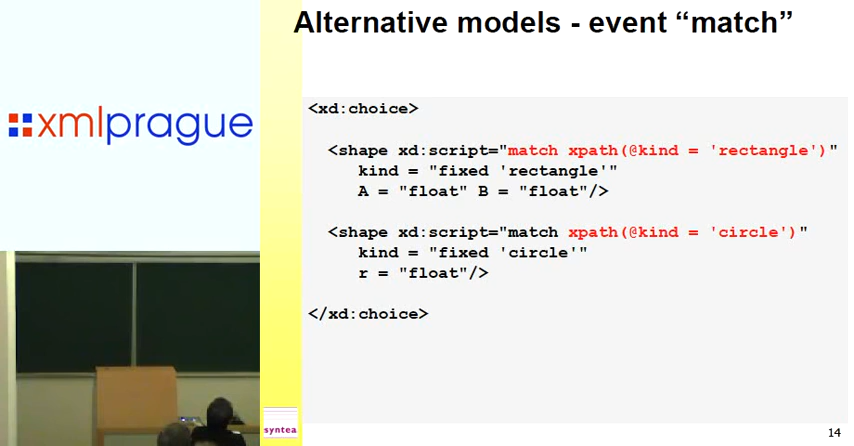 Alternative models - event “match”
xmlprague
<xd:choice>
<shape xd:script="match xpath(@kind = 'rectangle')"
kind = "fixed 'rectangle'"
A = "float" B = "float"/>
<shape xd:script="match xpath(@kind = 'circle')"
kind = "fixed 'circle'"
r = "float"/>
</xd:choice>
syntea
14